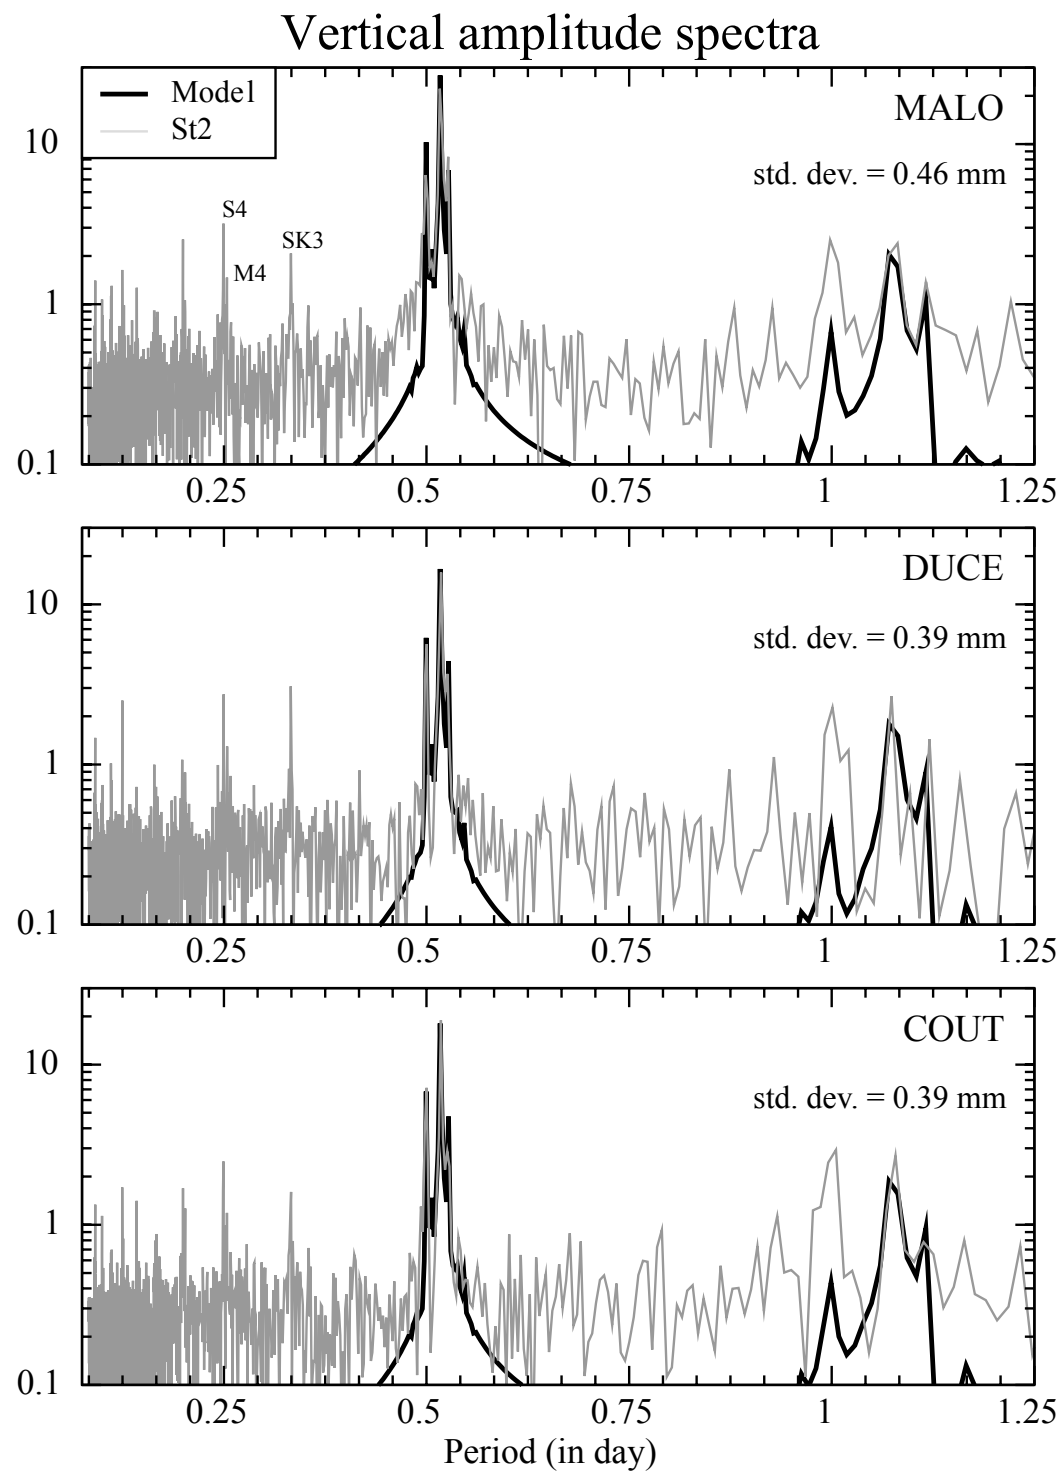 Vertical amplitude spectra
Model
St2
MALO
std. dev. = 0.46 mm
S4
M4
SK3
10
1
0.1
0.25 0.5 0.75 1 1.25
DUCE
std. dev. = 0.39 mm
10
1
0.1
0.25 0.5 0.75 1 1.25
COUT
std. dev. = 0.39 mm
10
1
0.1
0.25 0.5 0.75 1 1.25
Period (in day)